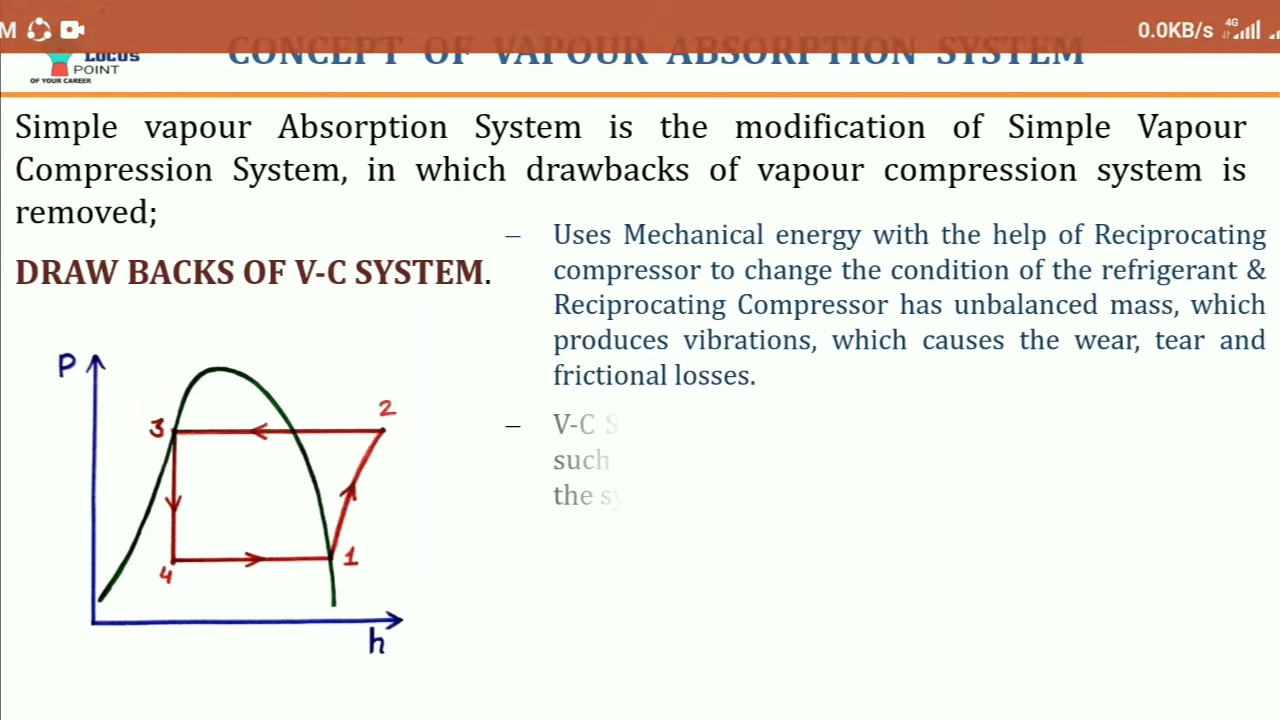 M
0.0KB/s 4G
LOCUS
POINT
OF YOUR CAREER
CONCEPT OF VAPOUR ABSORPTION SYSTEM
Simple vapour Absorption System is the modification of Simple Vapour
Compression System, in which drawbacks of vapour compression system is
removed;
DRAW BACKS OF V-C SYSTEM.
– Uses Mechanical energy with the help of Reciprocating
compressor to change the condition of the refrigerant &
Reciprocating Compressor has unbalanced mass, which
produces vibrations, which causes the wear, tear and
frictional losses.
– V-C S
such
the
P
2
3
1
4
h